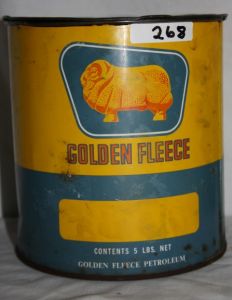 268
GOLDEN FLEECE
CONTENTS 5 LBS. NET
GOLDEN FLEECE PETROLEUM